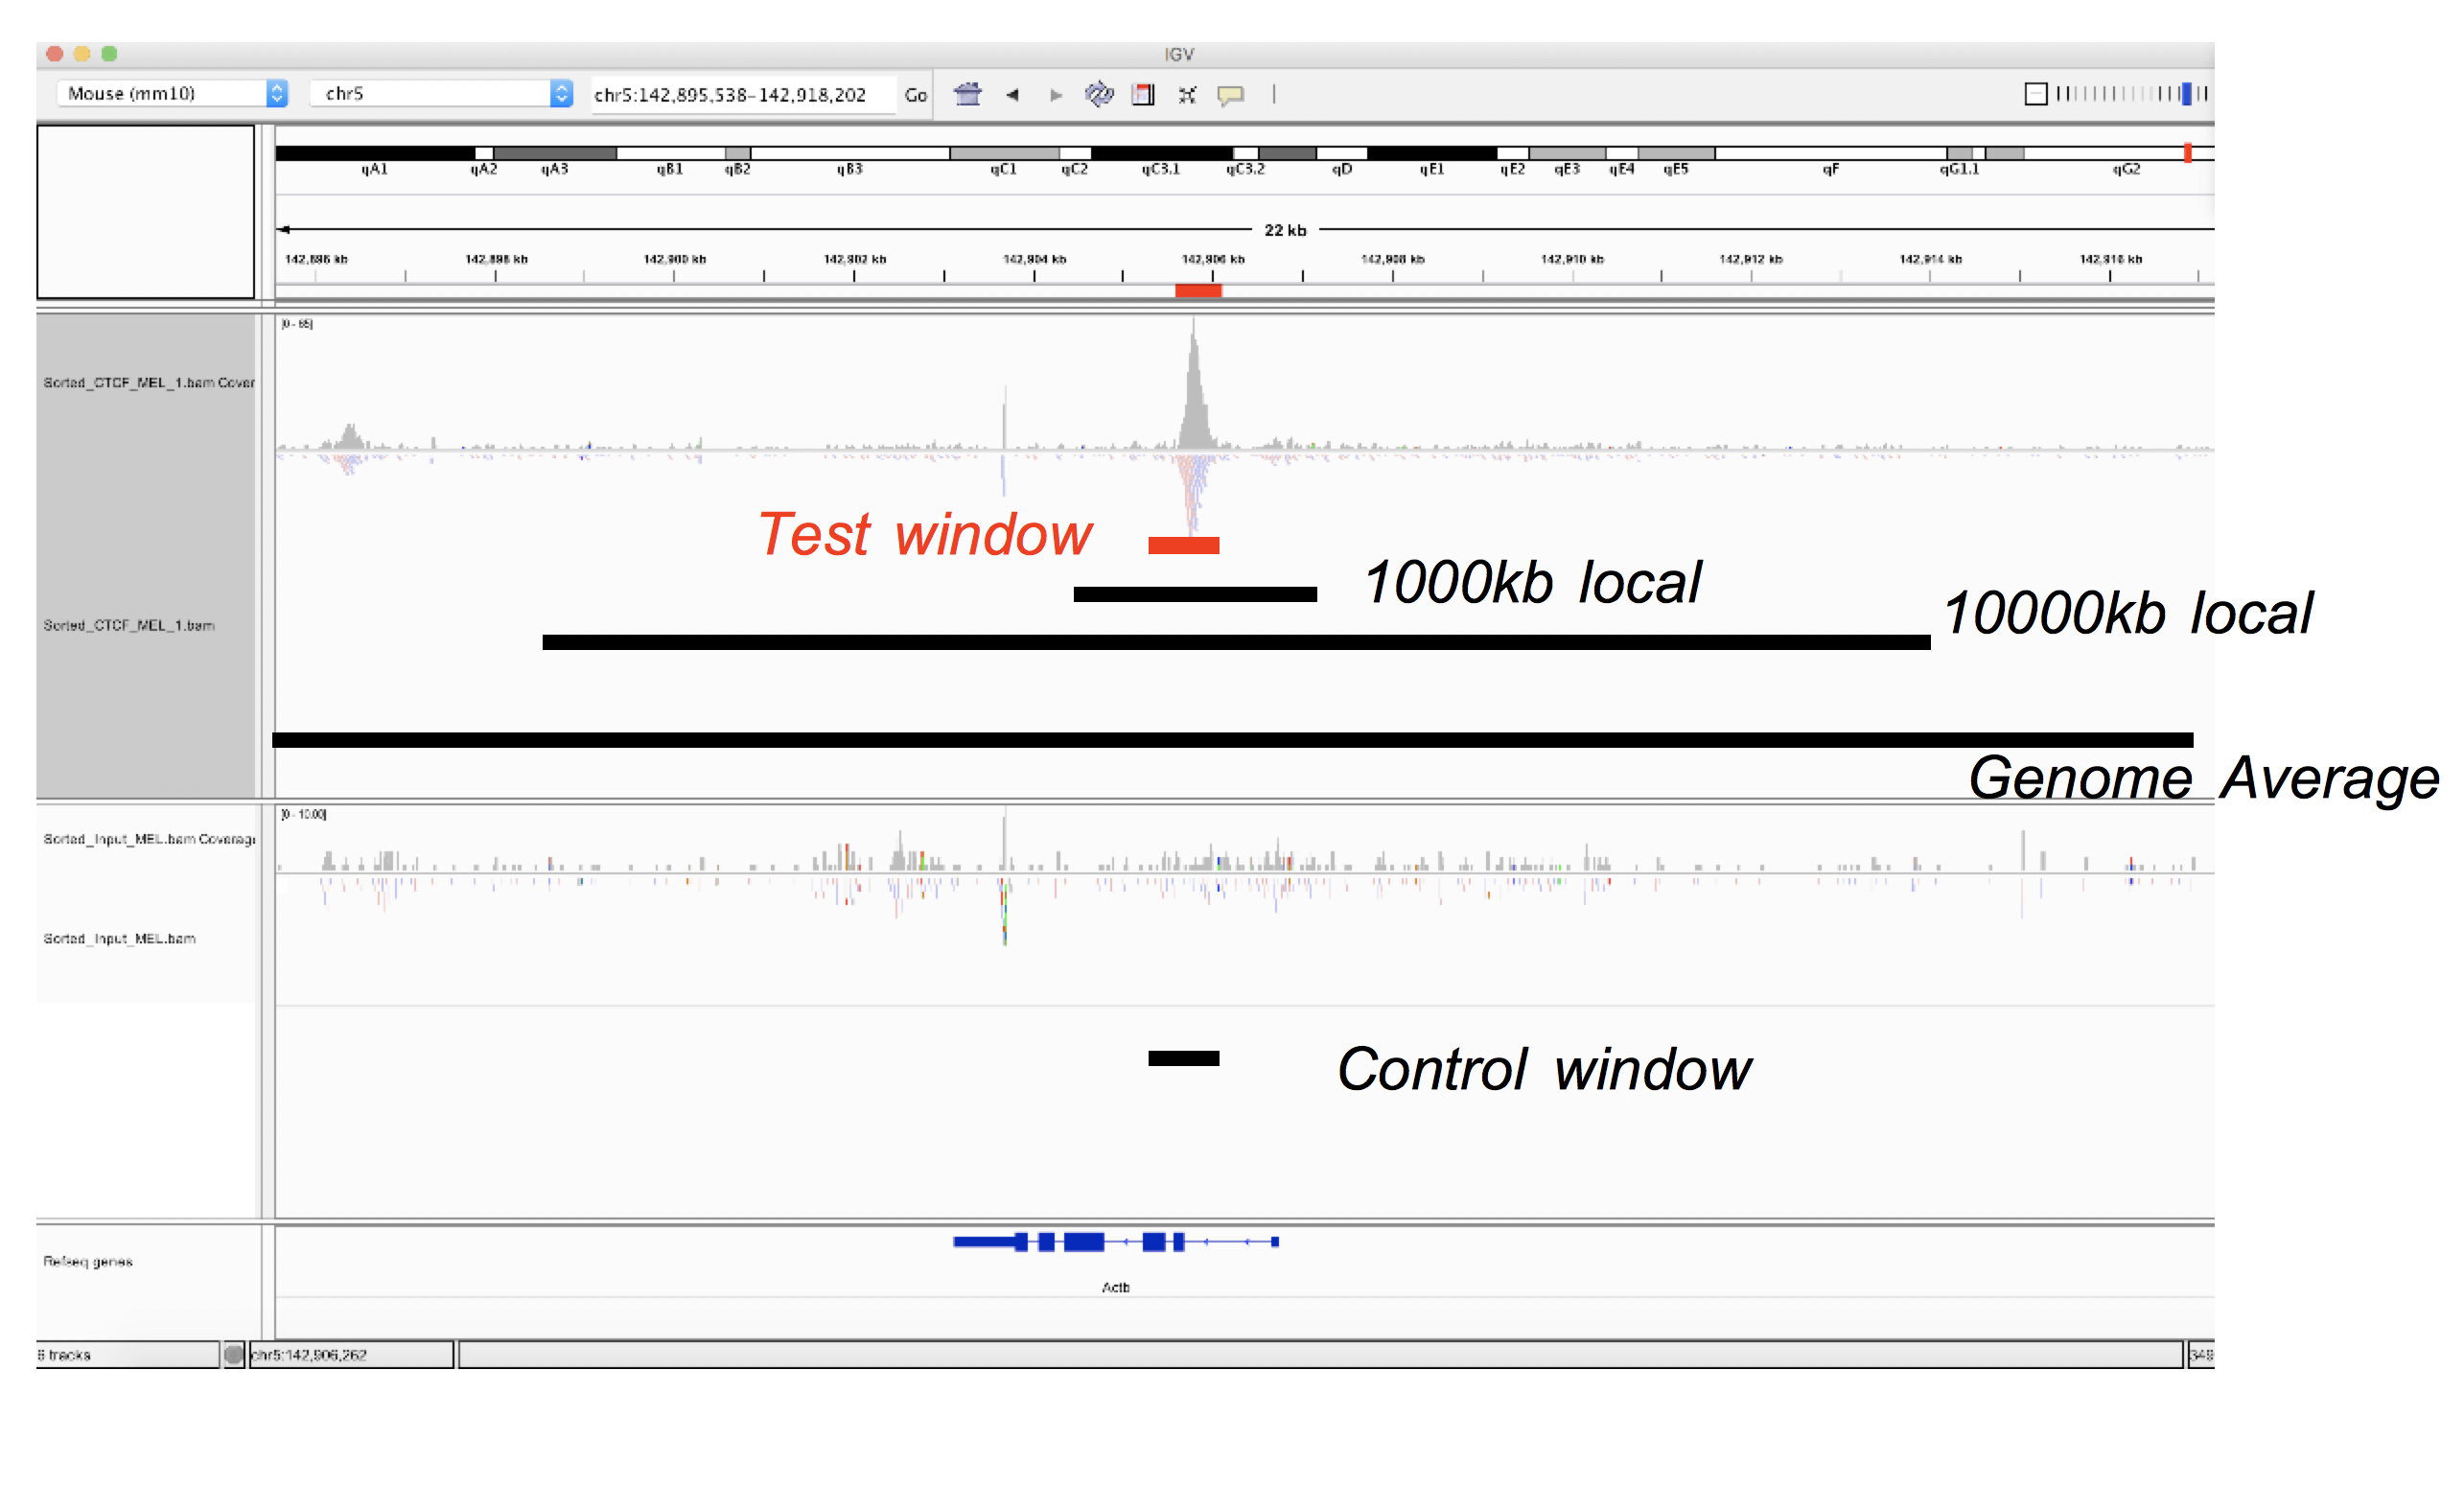 IGV
Mouse (mm10) chr5 chr5:142,895,538-142,918,202 Go
qA1 qA2 qA3 qB1 qB2 qB3 qC1 qC2 qC3.1 qC3.2 qD qE1 qE2 qE3 qE4 qE5 qF qG1.1 qG2
22 kb
142,896 kb 142,898 kb 142,900 kb 142,902 kb 142,904 kb 142,906 kb 142,908 kb 142,910 kb 142,912 kb 142,914 kb 142,916 kb
[0 - 65]
Sorted_CTCF_MEL_1.bam Cover
Test window
1000kb local
10000kb local
Sorted_CTCF_MEL_1.bam
Genome Average
[0 - 10.00]
Sorted_Input_MEL.bam Coverage
Sorted_Input_MEL.bam
Control window
Refseq genes
Actb
6 tracks chr5:142,906,262 349